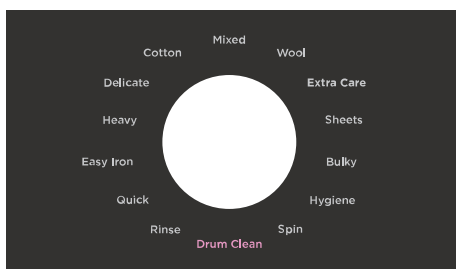 Mixed
Cotton
Wool
Delicate
Extra Care
Heavy
Sheets
Easy Iron
Bulky
Quick
Hygiene
Rinse
Spin
Drum Clean